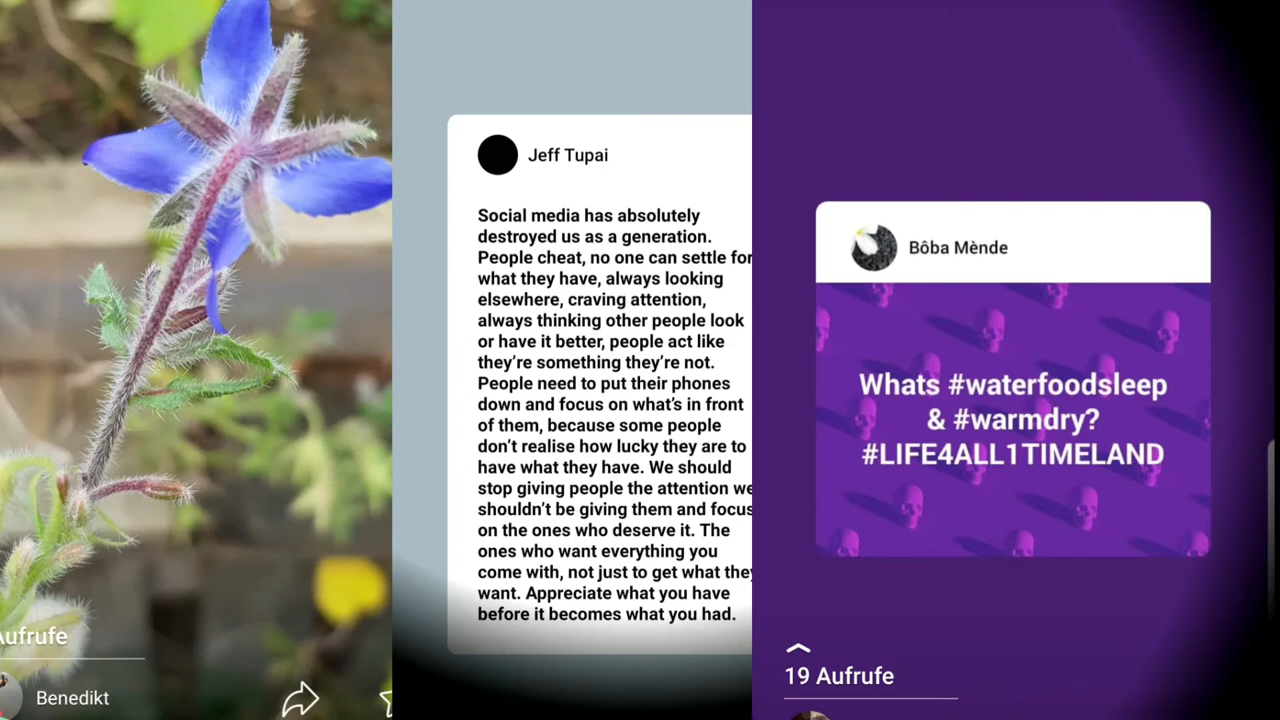 Aufrufe
Benedikt
Jeff Tupai
Social media has absolutely
destroyed us as a generation.
People cheat, no one can settle for
what they have, always looking
elsewhere, craving attention,
always thinking other people look
or have it better, people act like
they’re something they’re not.
People need to put their phones
down and focus on what’s in front
of them, because some people
don’t realise how lucky they are to
have what they have. We should
stop giving people the attention we
shouldn’t be giving them and focus
on the ones who deserve it. The
ones who want everything you
come with, not just to get what they
want. Appreciate what you have
before it becomes what you had.
Bôba Mènde
Whats #waterfoodsleep
& #warmdry?
#LIFE4ALL1TIMELAND
19 Aufrufe